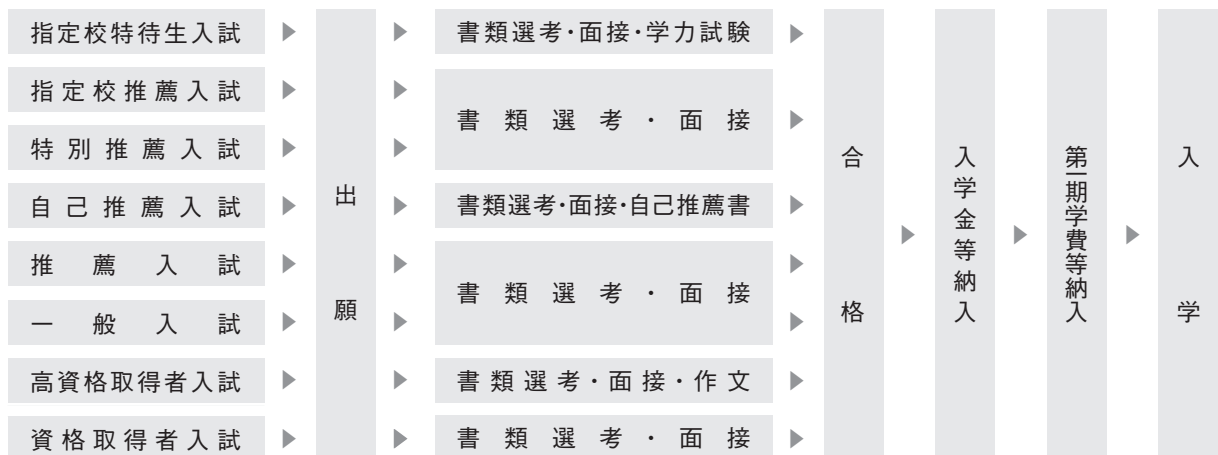 指定校特待生入試
指定校推薦入試
特別推薦入試
自己推薦入試
推薦入試
一般入試
高資格取得者入試
資格取得者入試
出願
書類選考・面接・学力試験
書類選考・面接
書類選考・面接・自己推薦書
書類選考・面接
書類選考・面接・作文
書類選考・面接
合格
入学金等納入
第一期学費等納入
入学